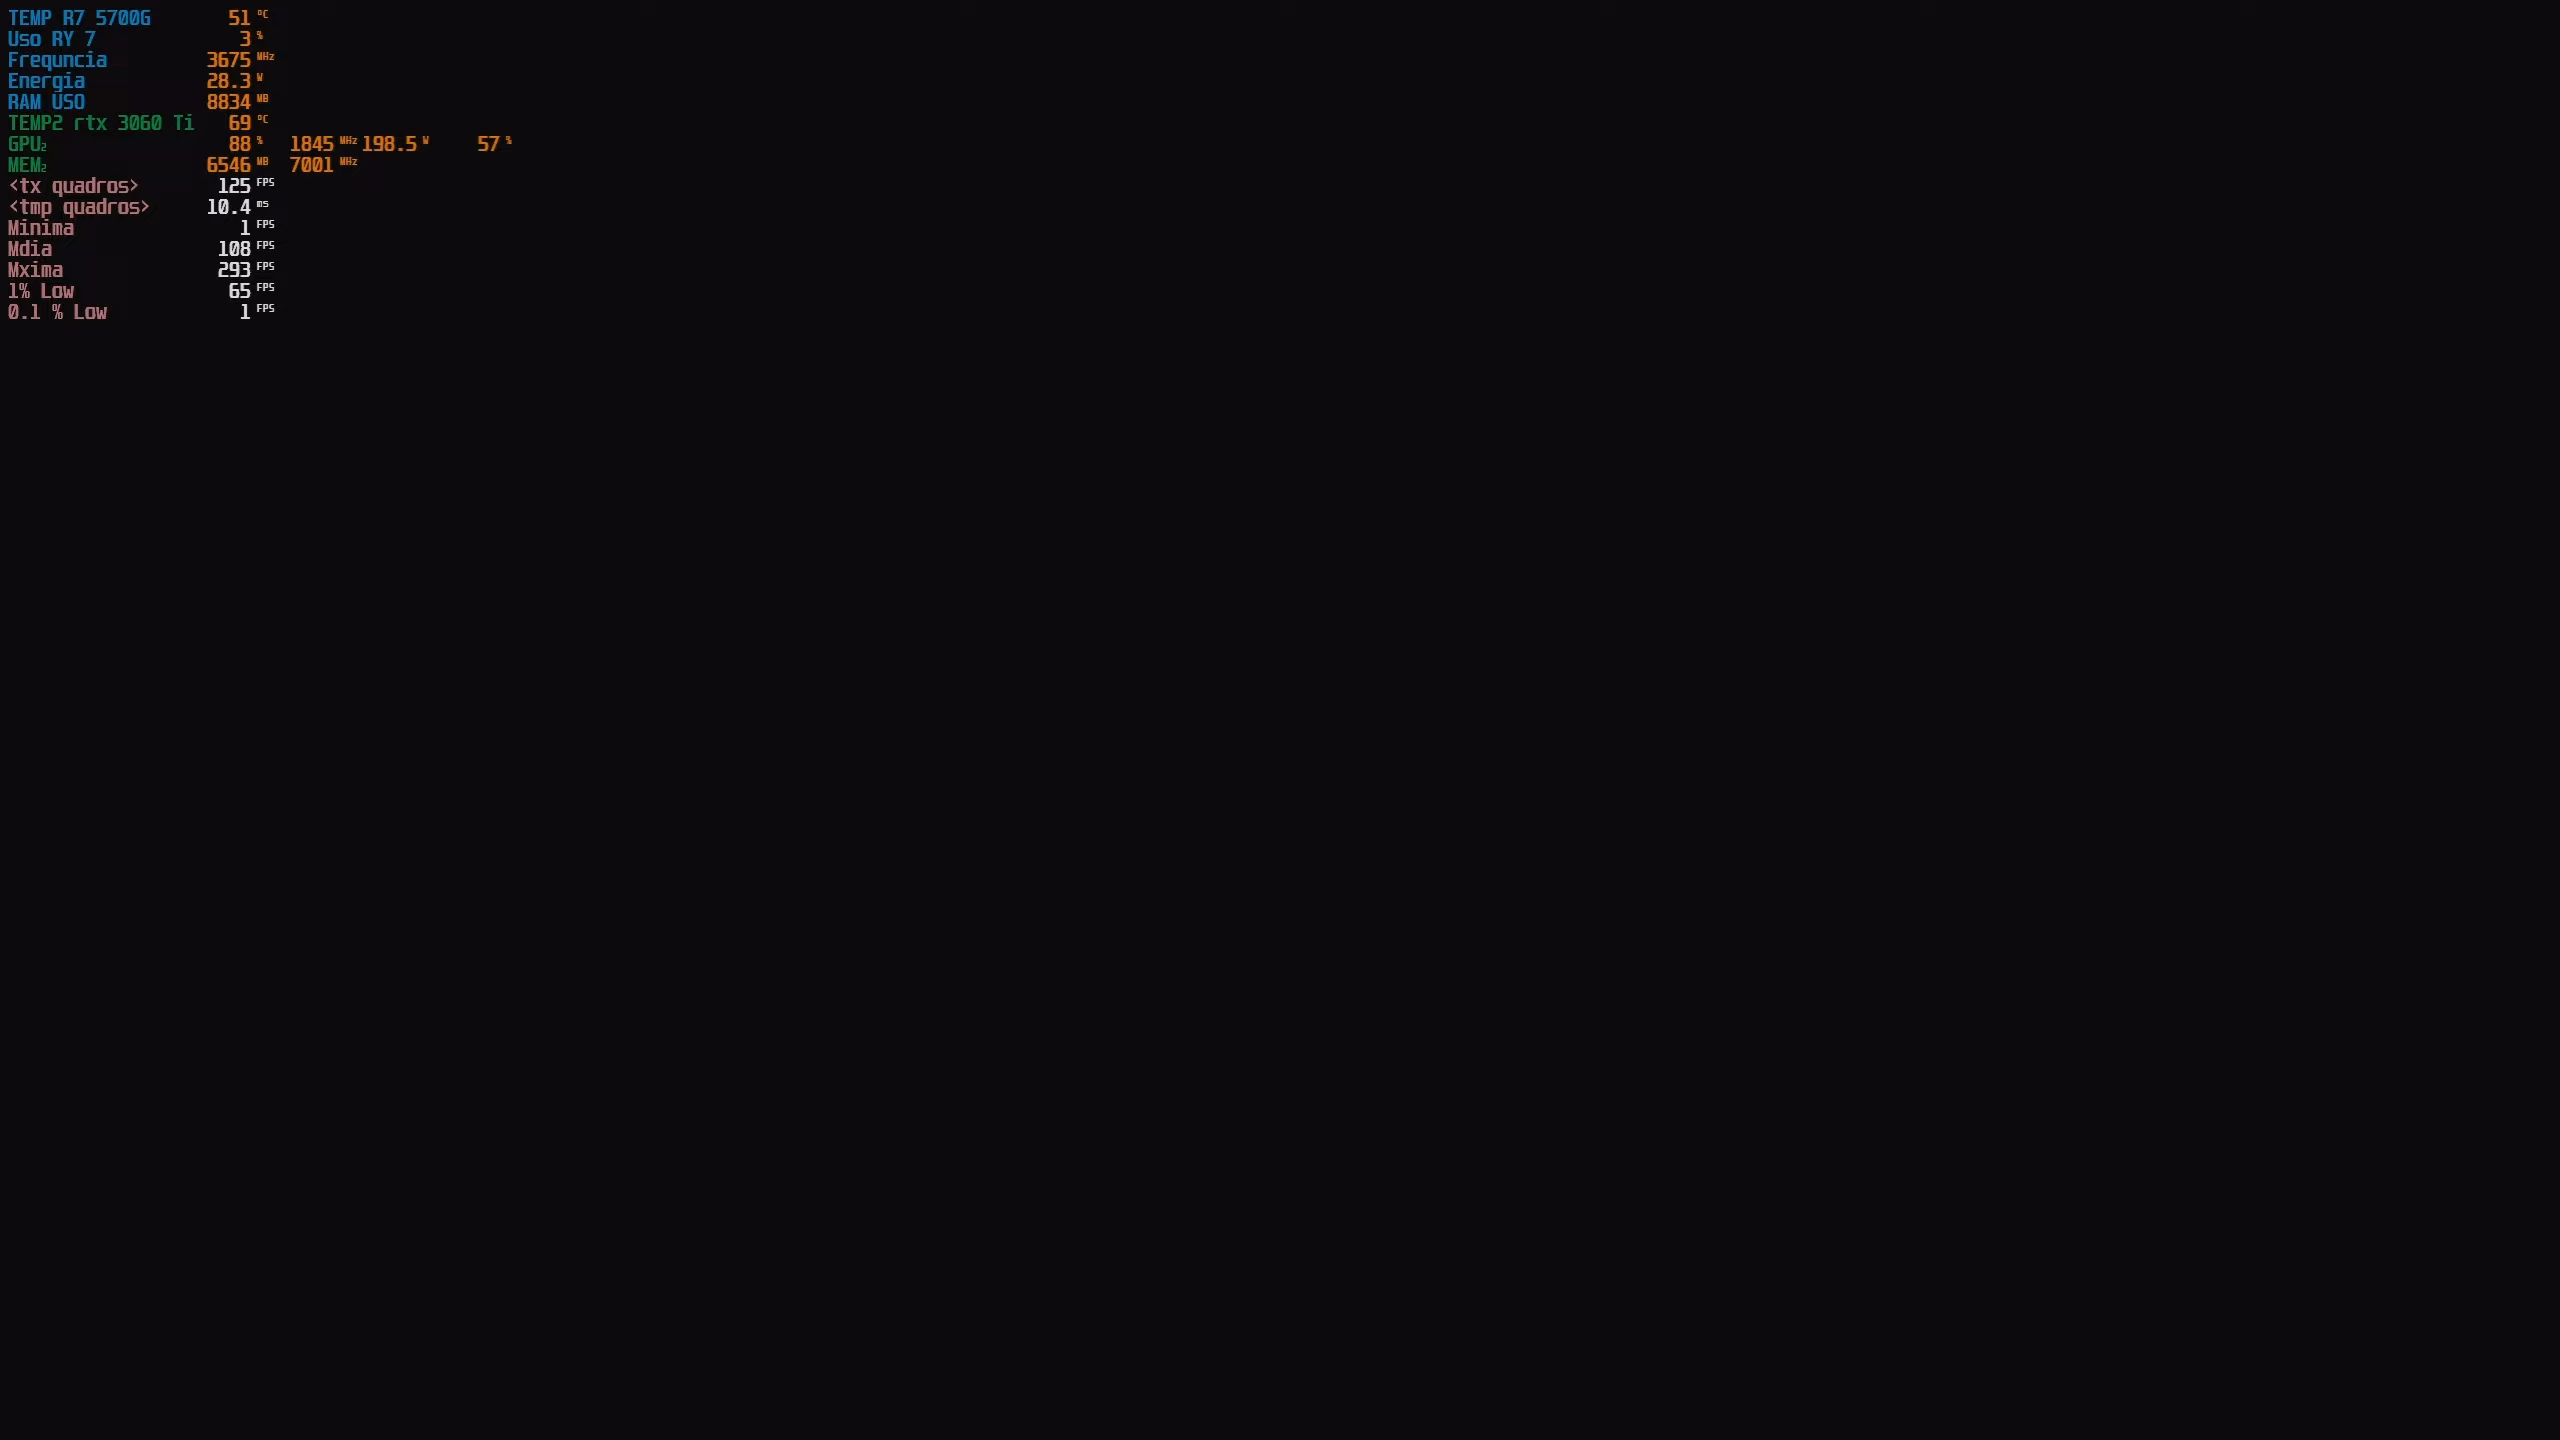 TEMP R7 5700G 51 °C
Uso RY 7 3 %
Frequncia 3675 MHz
Energia 28.3 W
RAM USO 8834 MB
TEMP2 rtx 3060 Ti 69 °C
GPU₂ 88 % 1845 MHz 198.5 W 57 %
MEM₂ 6546 MB 7001 MHz
<tx quadros> 125 FPS
<tmp quadros> 10.4 ms
Minima 1 FPS
Mdia 108 FPS
Mxima 293 FPS
1% Low 65 FPS
0.1 % Low 1 FPS